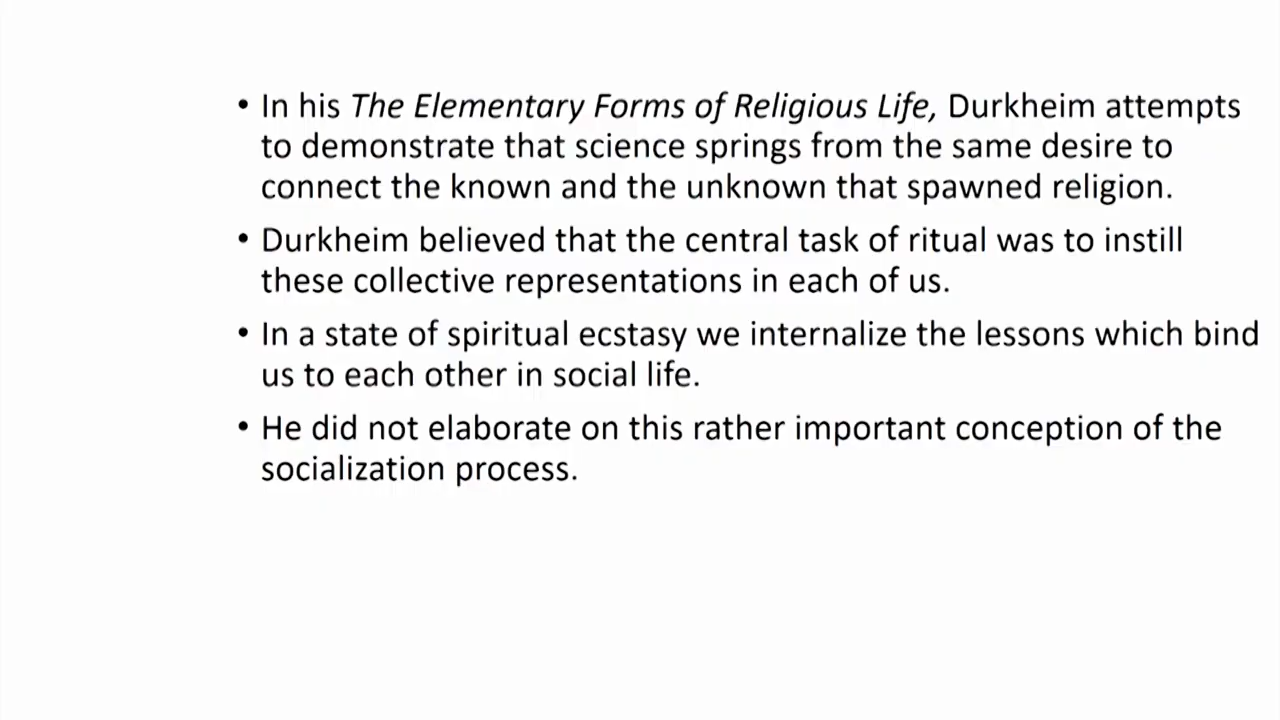 • In his The Elementary Forms of Religious Life, Durkheim attempts
to demonstrate that science springs from the same desire to
connect the known and the unknown that spawned religion.
• Durkheim believed that the central task of ritual was to instill
these collective representations in each of us.
• In a state of spiritual ecstasy we internalize the lessons which bind
us to each other in social life.
• He did not elaborate on this rather important conception of the
socialization process.